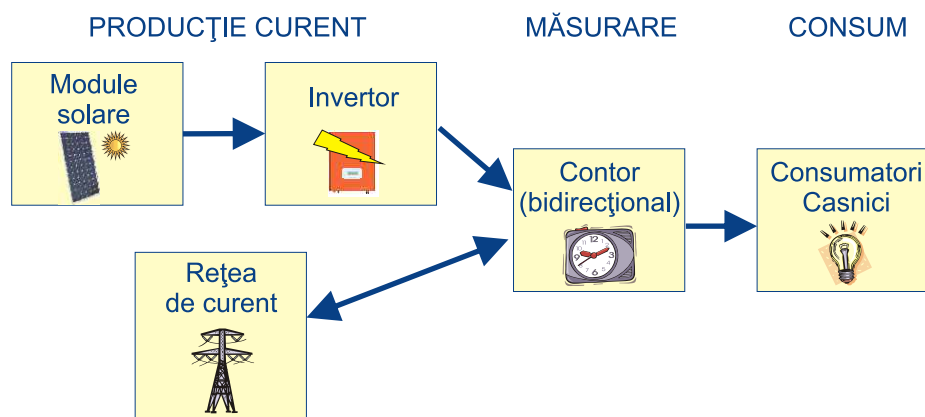 PRODUCŢIE CURENT
MĂSURARE
CONSUM
Module
solare
Invertor
Contor
(bidirecţional)
Consumatori
Casnici
Reţea
de curent